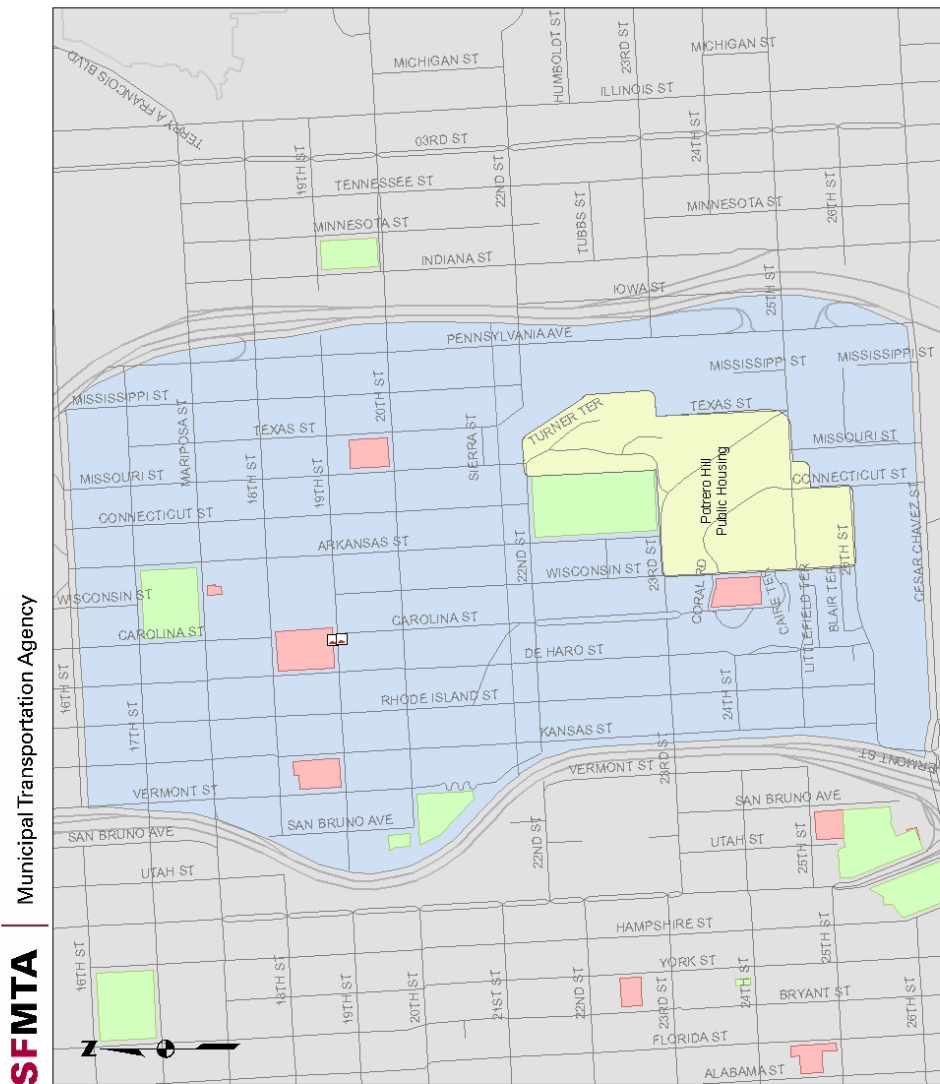 MICHIGAN ST
HUMBOLDT ST
23RD ST
MICHIGAN ST
TERRY A FRANCOIS BLVD
ILLINOIS ST
03RD ST
24TH ST
19TH ST
TENNESSEE ST
22ND ST
MINNESOTA ST
TUBBS ST
MINNESOTA ST
26TH ST
INDIANA ST
IOWA ST
25TH ST
PENNSYLVANIA AVE
MISSISSIPPI ST
MISSISSIPPI ST
MISSISSIPPI ST
20TH ST
MARIPOSA ST
TEXAS ST
TURNER TER
TEXAS ST
SIERRA ST
MISSOURI ST
MISSOURI ST
18TH ST
19TH ST
Potrero Hill
Public Housing
CONNECTICUT ST
CONNECTICUT ST
ARKANSAS ST
22ND ST
CESAR CHAVEZ ST
WISCONSIN ST
WISCONSIN ST
23RD ST
CORAL RD
CAIRE TER
LITTLEFIELD TER
BLAIR TER
26TH ST
CAROLINA ST
CAROLINA ST
DE HARO ST
16TH ST
17TH ST
RHODE ISLAND ST
24TH ST
KANSAS ST
23RD ST
VERMONT ST
VERMONT ST
VERMONT ST
SAN BRUNO AVE
SAN BRUNO AVE
SAN BRUNO AVE
UTAH ST
UTAH ST
22ND ST
25TH ST
HAMPSHIRE ST
25TH ST
YORK ST
16TH ST
18TH ST
19TH ST
20TH ST
21ST ST
22ND ST
23RD ST
24TH ST
BRYANT ST
26TH ST
FLORIDA ST
ALABAMA ST
Z
SFMTA | Municipal Transportation Agency